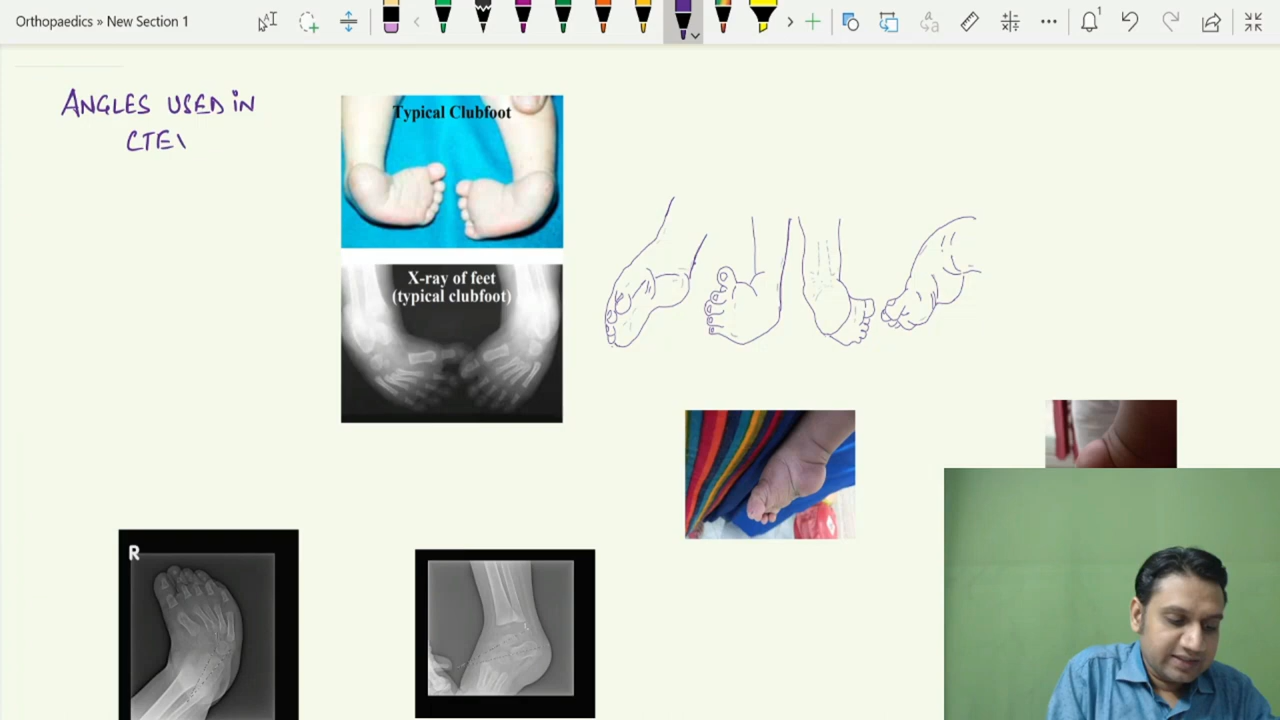 Orthopaedics » New Section 1
ANGLES USED IN
CTEV
Typical Clubfoot
X-ray of feet
(typical clubfoot)
R